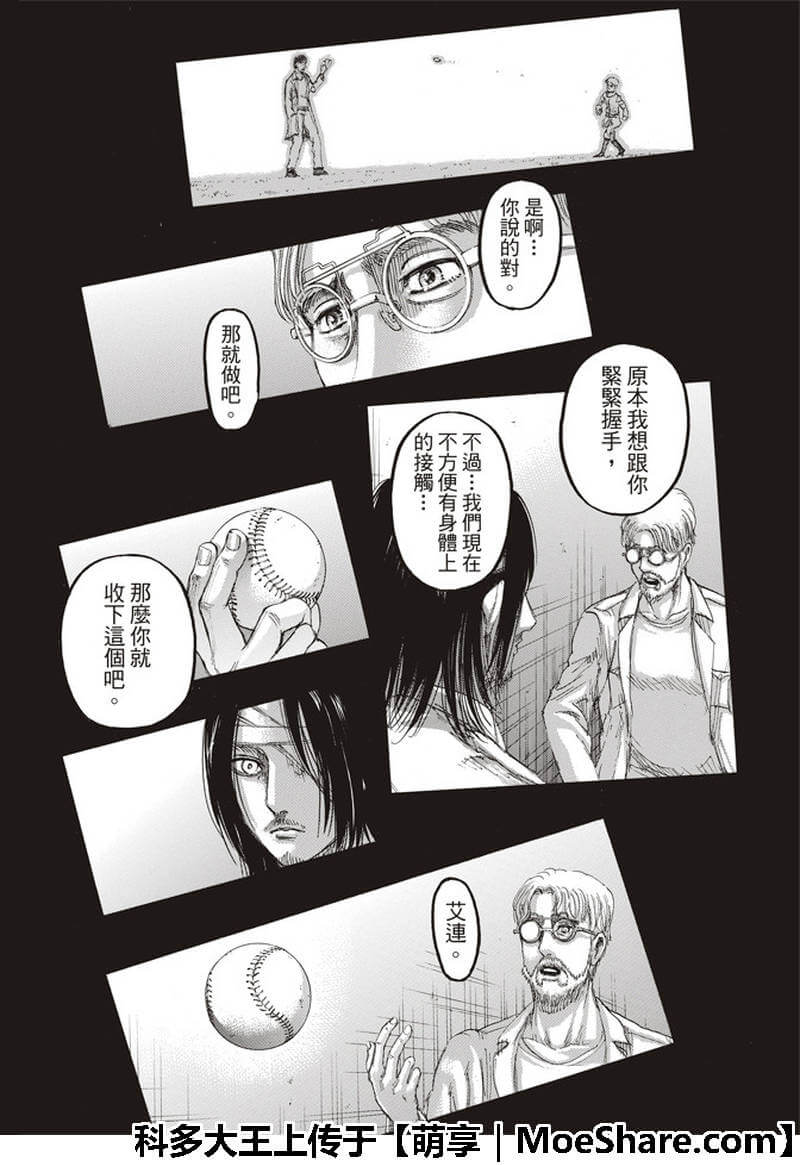 是啊⋯
你說的對。
那就做吧。
原本我想跟你
緊緊握手，
不過⋯我們現在
不方便有身體上
的接觸⋯
那麼你就
收下這個吧。
艾連。
科多大王上传于【萌享｜MoeShare.com】